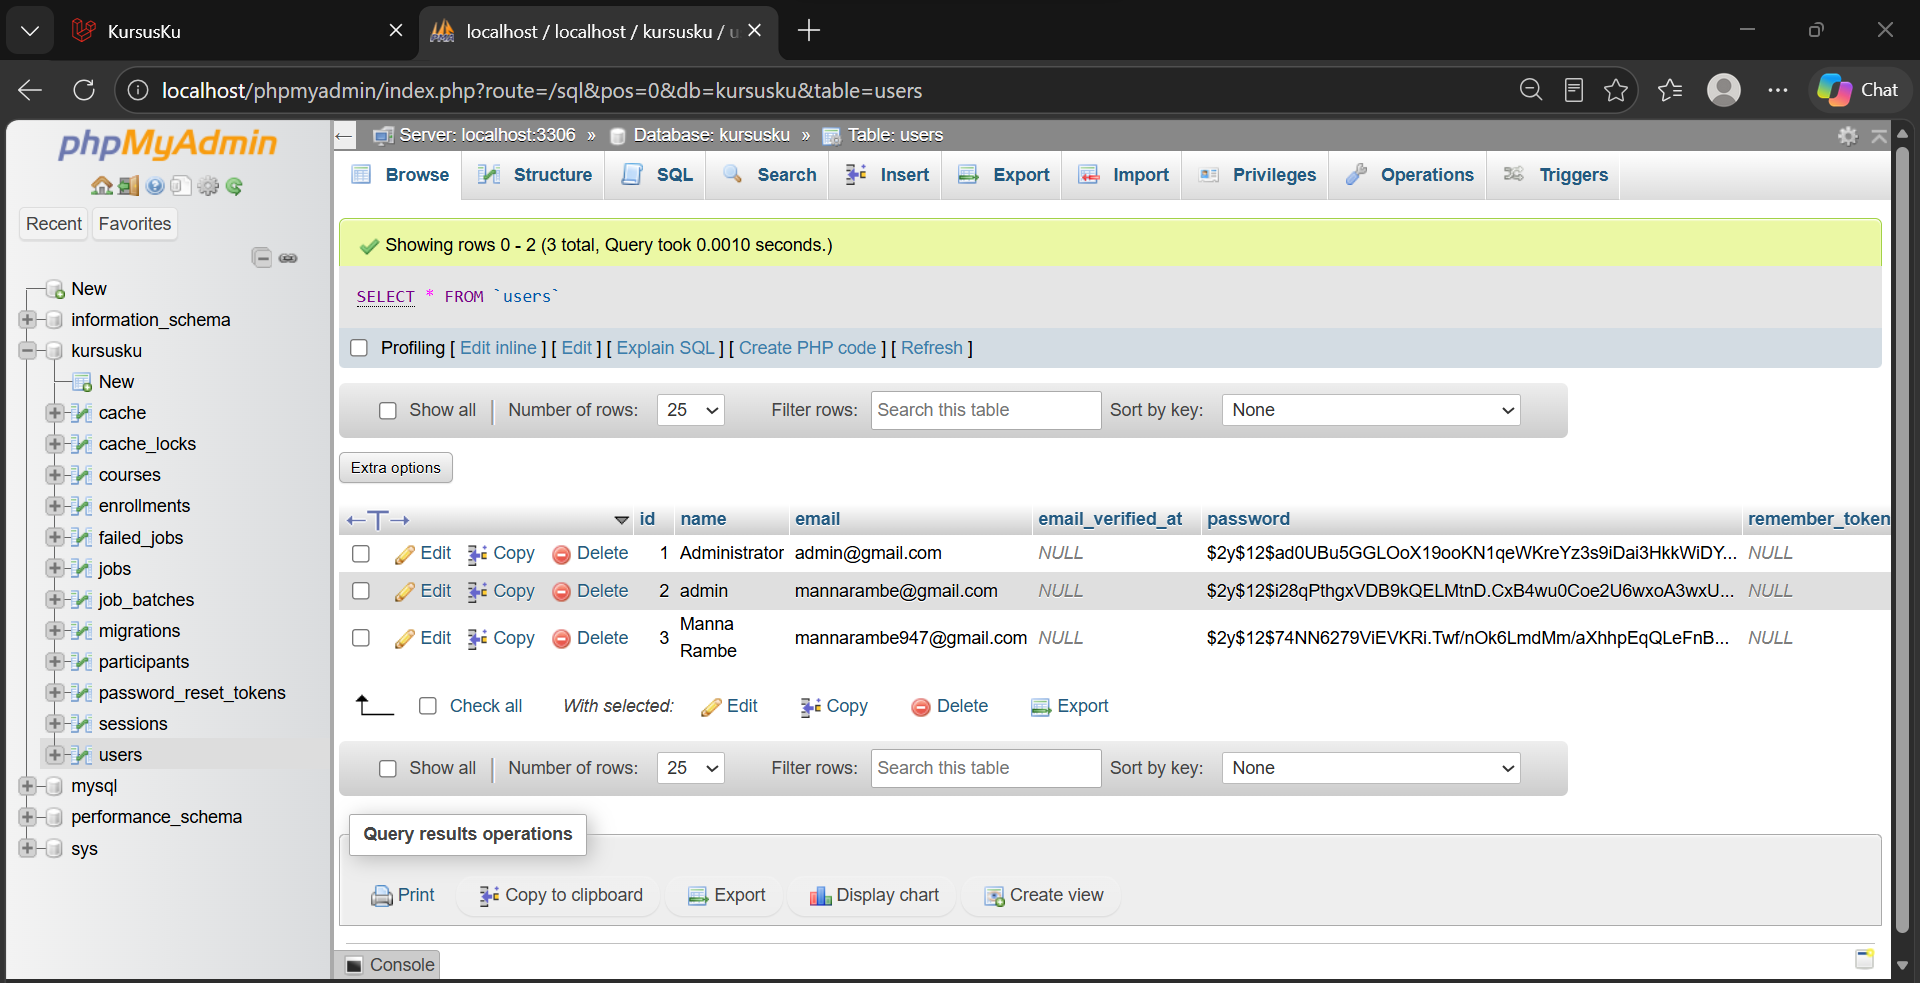 KursusKu
localhost / localhost / kursusku / u
localhost/phpmyadmin/index.php?route=/sql&pos=0&db=kursusku&table=users
Chat
phpMyAdmin
Recent
Favorites
New
information_schema
kursusku
New
cache
cache_locks
courses
enrollments
failed_jobs
jobs
job_batches
migrations
participants
password_reset_tokens
sessions
users
mysql
performance_schema
sys
Server: localhost:3306 » Database: kursusku » Table: users
Browse Structure SQL Search Insert Export Import Privileges Operations Triggers
Showing rows 0 - 2 (3 total, Query took 0.0010 seconds.)
SELECT * FROM `users`
Profiling [ Edit inline ] [ Edit ] [ Explain SQL ] [ Create PHP code ] [ Refresh ]
Show all | Number of rows: 25 Filter rows: Search this table Sort by key: None
Extra options
id name email email_verified_at password remember_token
Edit Copy Delete 1 Administrator admin@gmail.com NULL $2y$12$ad0UBu5GGLOoX19ooKN1qeWKreYz3s9iDai3HkkWiDY... NULL
Edit Copy Delete 2 admin mannarambe@gmail.com NULL $2y$12$i28qPthgxVDB9kQELMtnD.CxB4wu0Coe2U6wxoA3wxU... NULL
Edit Copy Delete 3 Manna Rambe mannarambe947@gmail.com NULL $2y$12$74NN6279ViEVKRi.Twf/nOk6LmdMm/aXhhpEqQLeFnB... NULL
Check all With selected: Edit Copy Delete Export
Show all | Number of rows: 25 Filter rows: Search this table Sort by key: None
Query results operations
Print Copy to clipboard Export Display chart Create view
Console